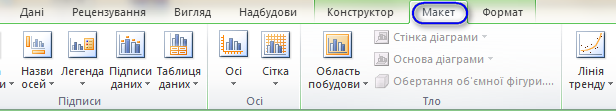 Дані Рецензування Вигляд Надбудови Конструктор Макет Формат
Назви осей
Легенда
Підписи даних
Таблиця даних
Підписи
Осі
Сітка
Осі
Область побудови
Стінка діаграми
Основа діаграми
Обертання об'ємної фігури....
Тло
Лінія тренду